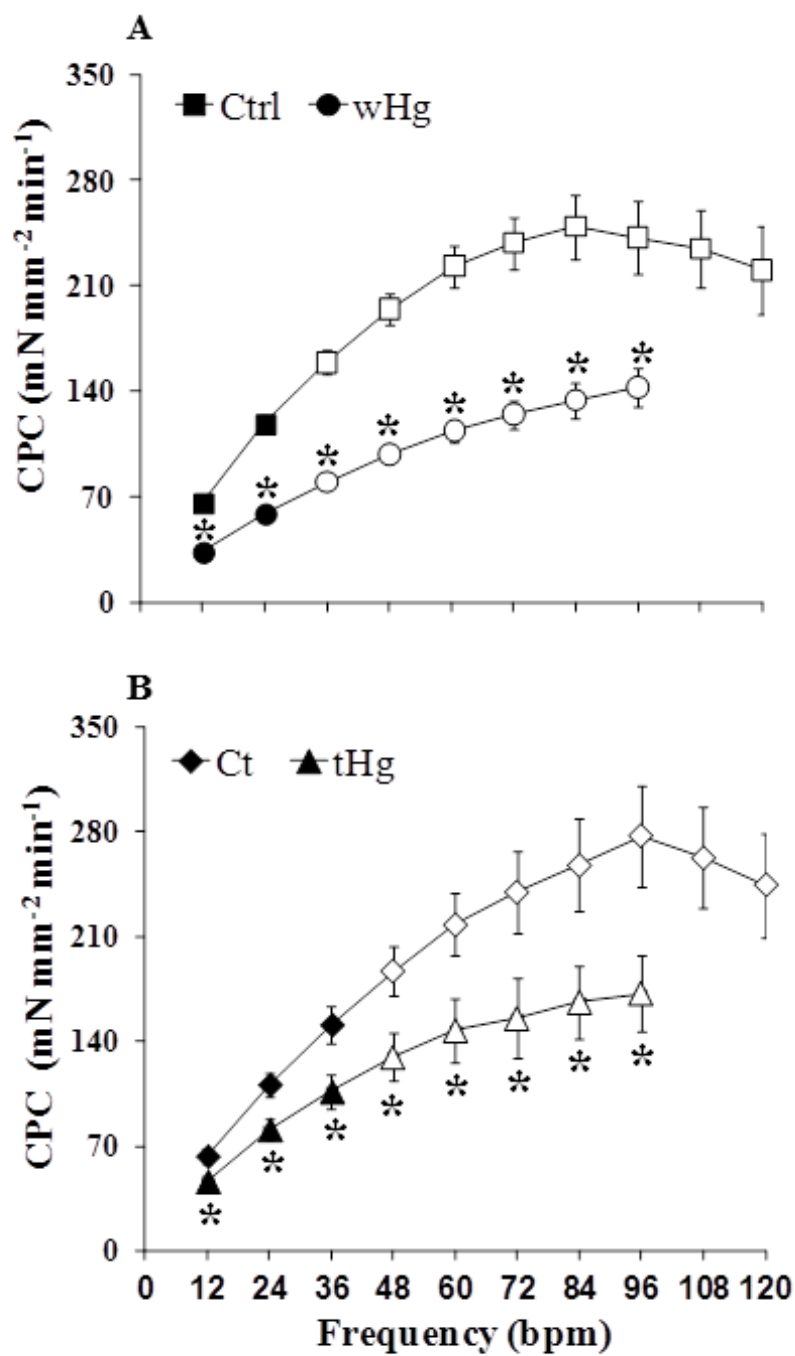 A
350
280
210
140
70
0
CPC (mN mm⁻² min⁻¹)
Ctrl wHg
* * * * * * * *
B
350
280
210
140
70
0
CPC (mN mm⁻² min⁻¹)
Ct tHg
* * * * * * * *
0 12 24 36 48 60 72 84 96 108 120
Frequency (bpm)